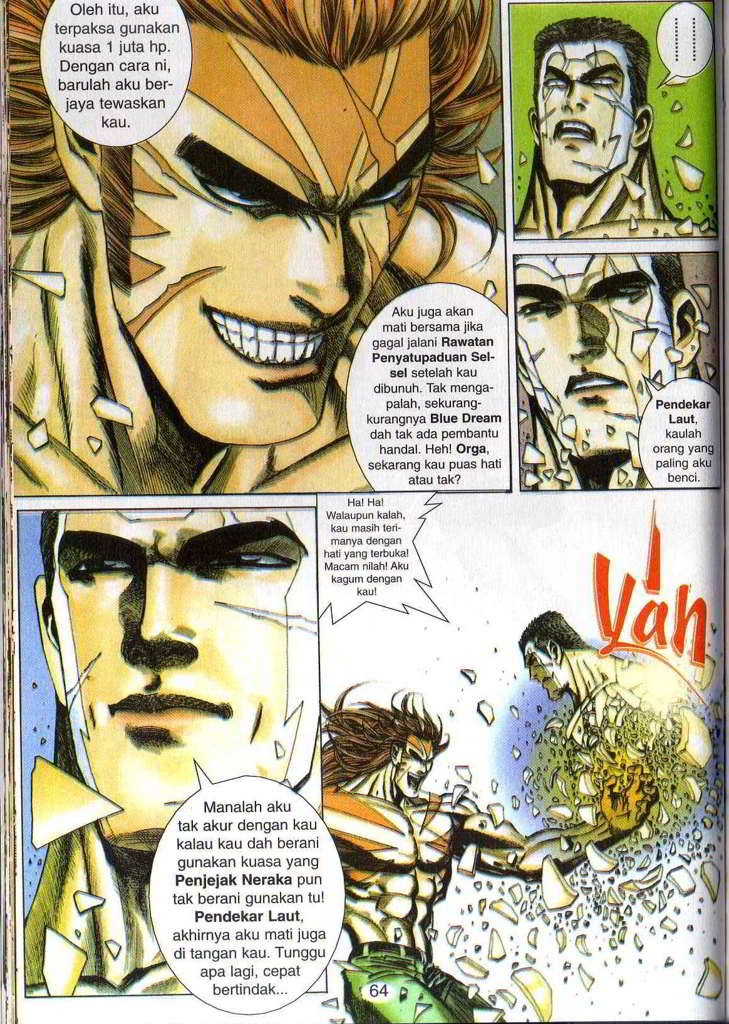 Oleh itu, aku
terpaksa gunakan
kuasa 1 juta hp.
Dengan cara ni,
barulah aku ber-
jaya tewaskan
kau.
Aku juga akan
mati bersama jika
gagal jalani Rawatan
Penyatupaduan Sel-
sel setelah kau
dibunuh. Tak menga-
palah, sekurang-
kurangnya Blue Dream
dah tak ada pembantu
handal. Heh! Orga,
sekarang kau puas hati
atau tak?
Pendekar
Laut,
kaulah
orang yang
paling aku
benci.
Ha! Ha!
Walaupun kalah,
kau masih teri-
manya dengan
hati yang terbuka!
Macam nilah! Aku
kagum dengan
kau!
Manalah aku
tak akur dengan kau
kalau kau dah berani
gunakan kuasa yang
Penjejak Neraka pun
tak berani gunakan tu!
Pendekar Laut,
akhirnya aku mati juga
di tangan kau. Tunggu
apa lagi, cepat
bertindak...
Yah
64